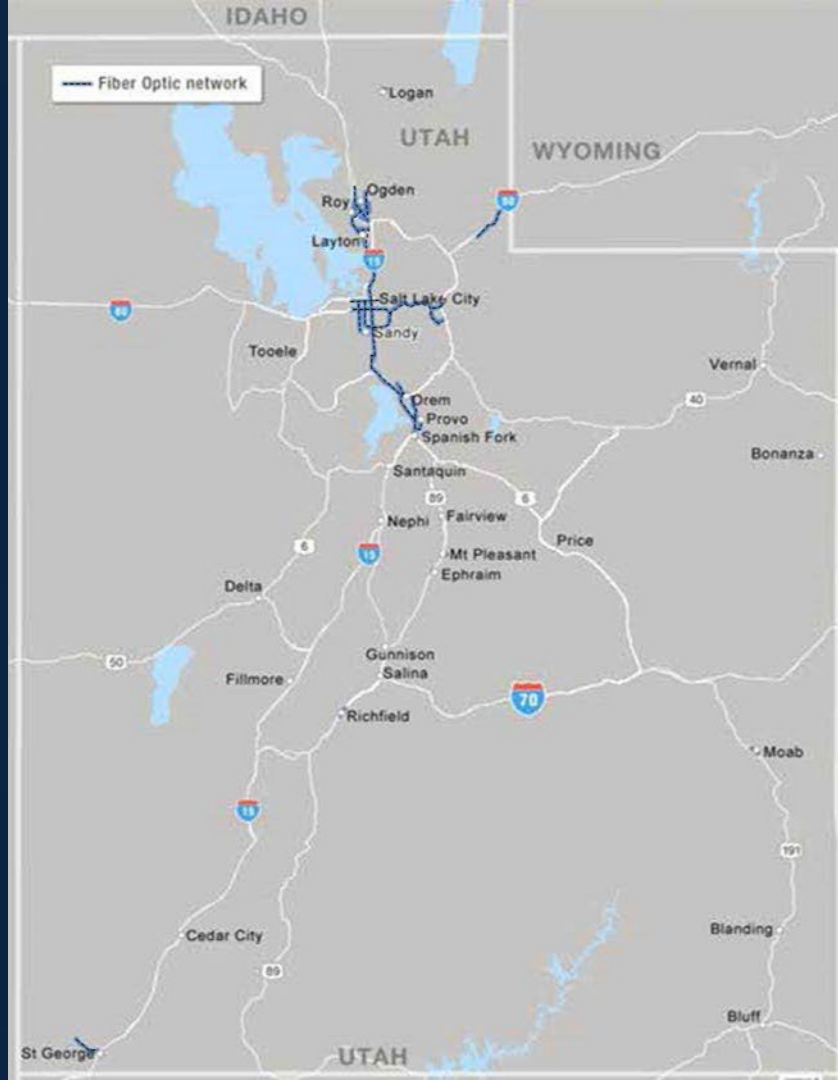 IDAHO
Fiber Optic network
Logan
UTAH
WYOMING
Ogden
Roy
80
Layton
15
Salt Lake City
80
Sandy
Tooele
Vernal
Orem
40
Provo
Spanish Fork
Bonanza
Santaquin
89
6
Nephi
Fairview
Price
6
15
Mt Pleasant
Ephraim
Delta
Gunnison
50
Salina
Fillmore
70
Richfield
Moab
15
191
Blanding
Cedar City
89
Bluff
St George
UTAH